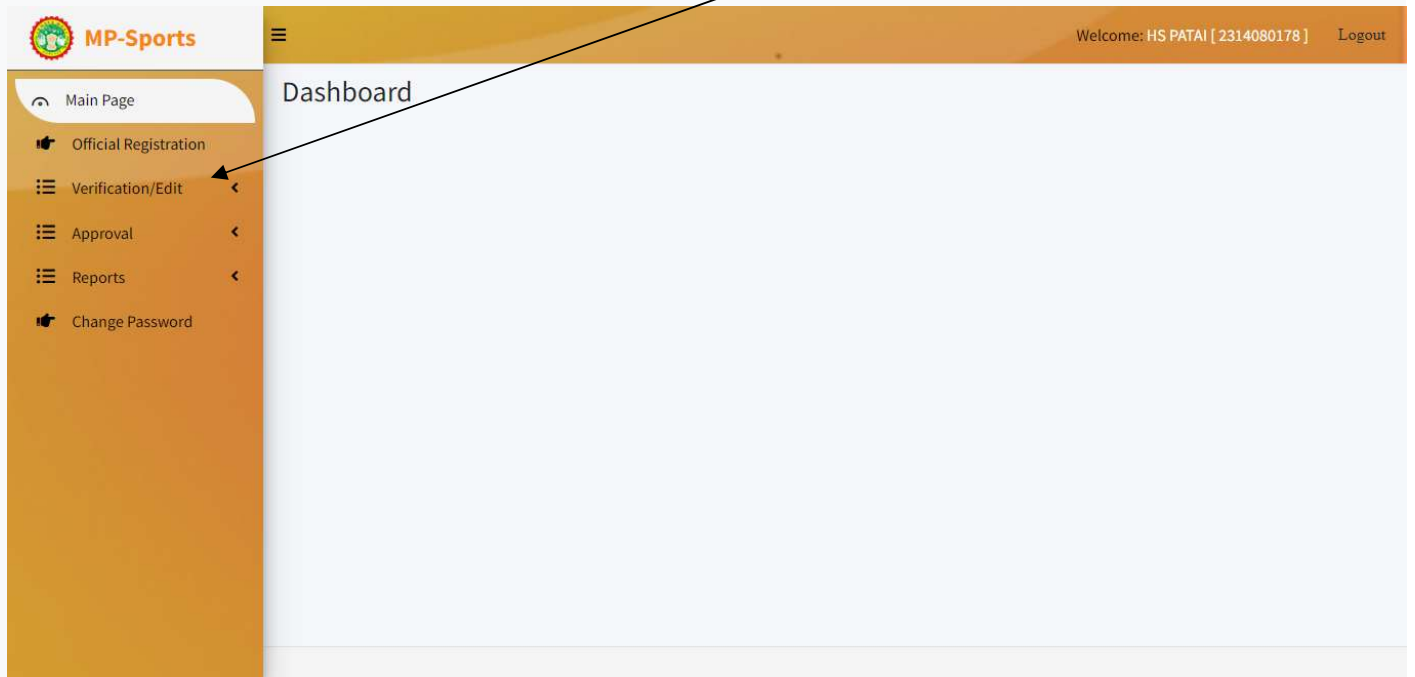 MP-Sports
Welcome: HS PATAI [ 2314080178 ] Logout
Main Page
Dashboard
Official Registration
Verification/Edit
Approval
Reports
Change Password